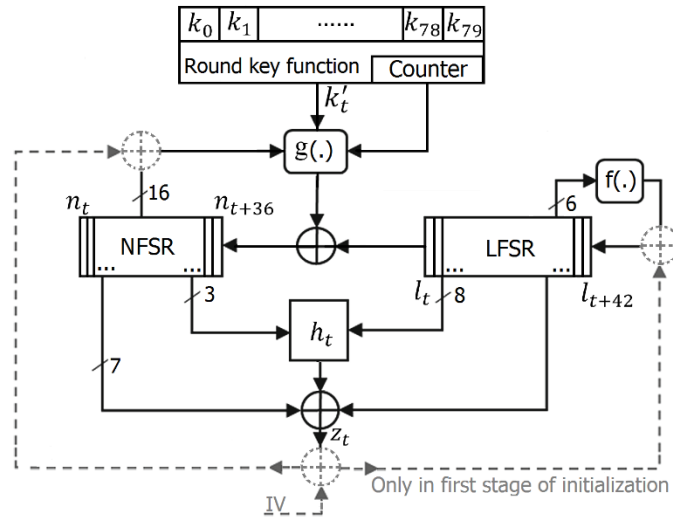 k₀ k₁ ...... k₇₈ k₇₉
Round key function Counter
k′ₜ
g(.)
f(.)
16
6
nₜ nₜ₊₃₆
NFSR LFSR
... ... ... ...
3 lₜ 8 lₜ₊₄₂
hₜ
7
zₜ
Only in first stage of initialization
IV